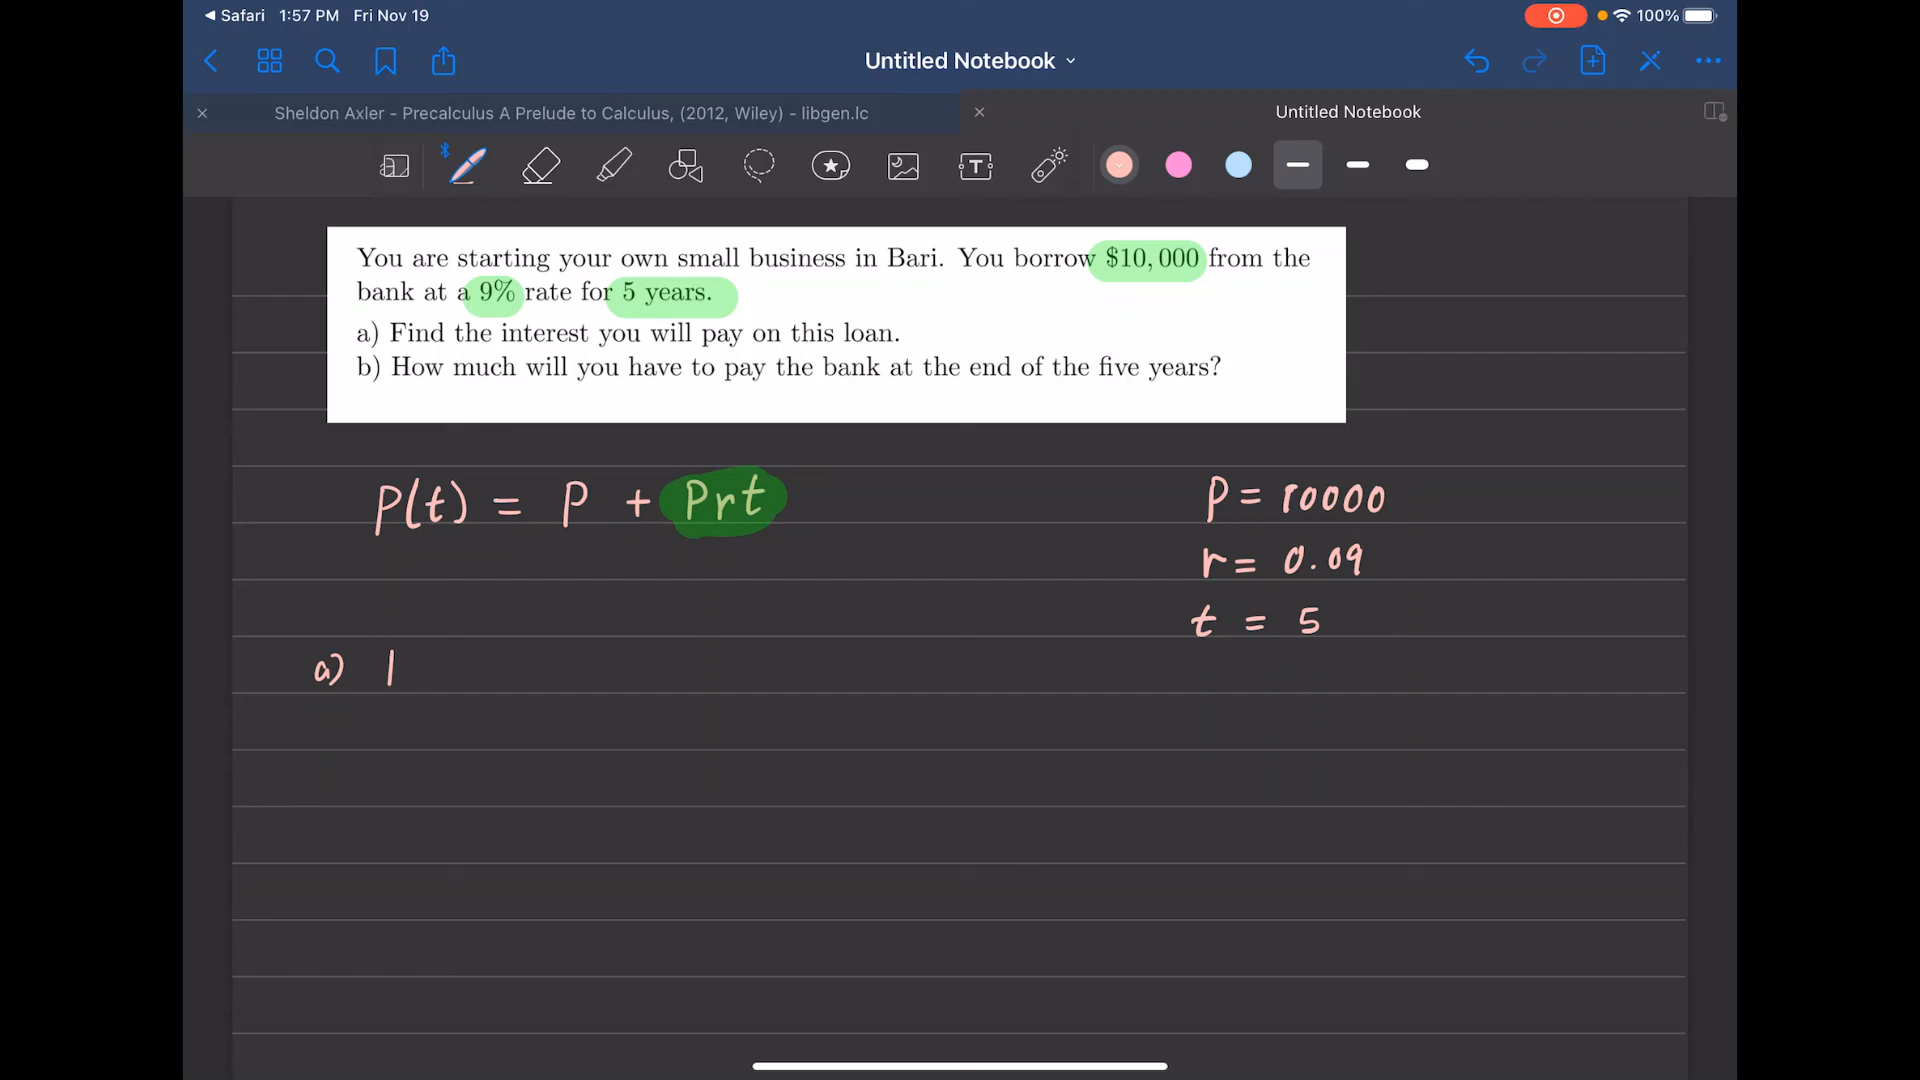 Safari 1:57 PM Fri Nov 19
100%
Untitled Notebook
Sheldon Axler - Precalculus A Prelude to Calculus, (2012, Wiley) - libgen.lc
Untitled Notebook
You are starting your own small business in Bari. You borrow $10,000 from the
bank at a 9% rate for 5 years.
a) Find the interest you will pay on this loan.
b) How much will you have to pay the bank at the end of the five years?
P(t) = P + Prt
P = 10000
r = 0.09
t = 5
a) 1